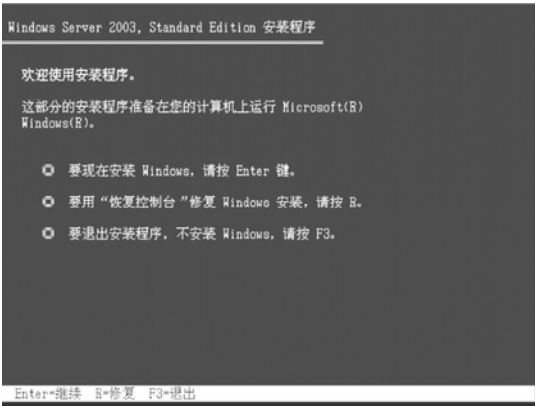 Windows Server 2003, Standard Edition 安装程序
欢迎使用安装程序。
这部分的安装程序准备在您的计算机上运行 Microsoft(R)
Windows(R)。
要现在安装 Windows，请按 Enter 键。
要用“恢复控制台”修复 Windows 安装，请按 R。
要退出安装程序，不安装 Windows，请按 F3。
Enter=继续 R=修复 F3=退出